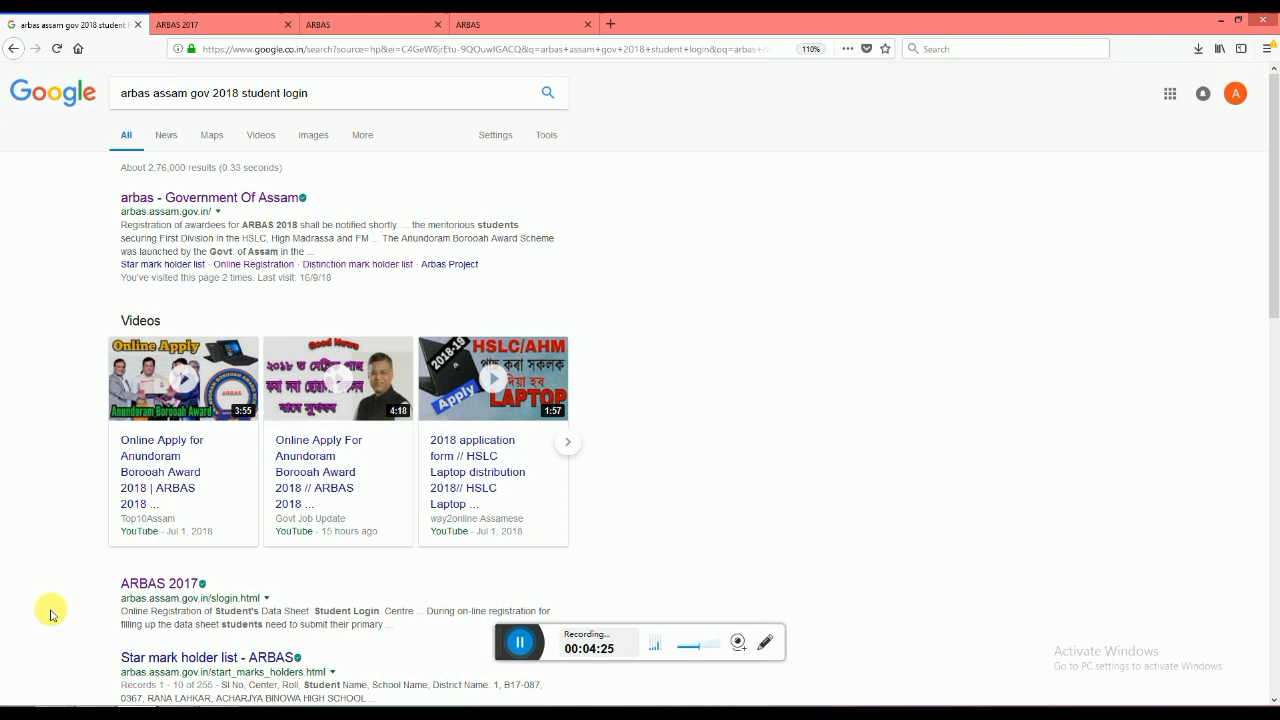 arbas assam gov 2018 student l
ARBAS 2017
ARBAS
ARBAS
https://www.google.co.in/search?source=hp&ei=C4GeW8jrEtu-9QOuwIGACQ&q=arbas+assam+gov+2018+student+login&oq=arbas+
110%
Search
Google
arbas assam gov 2018 student login
A
All News Maps Videos Images More Settings Tools
About 2,76,000 results (0.33 seconds)
arbas - Government Of Assam
arbas.assam.gov.in/
Registration of awardees for ARBAS 2018 shall be notified shortly. ... the meritorious students
securing First Division in the HSLC, High Madrassa and FM ... The Anundoram Borooah Award Scheme
was launched by the Govt. of Assam in the ...
Star mark holder list · Online Registration · Distinction mark holder list · Arbas Project
You've visited this page 2 times. Last visit: 16/9/18
Videos
Online Apply
ARBAS
Anundoram Borooah Award
3:55
Good News
২০১৮ ত মেট্ৰিক পাছ
4:18
2018-19
HSLC/AHM
পাছ কৰা সকলক
দিয়া হব
LAPTOP
Apply
1:57
Online Apply for
Anundoram
Borooah Award
2018 | ARBAS
2018 ...
Top10Assam
YouTube - Jul 1, 2018
Online Apply For
Anundoram
Borooah Award
2018 // ARBAS
2018 ...
Govt Job Update
YouTube - 15 hours ago
2018 application
form // HSLC
Laptop distribution
2018// HSLC
Laptop ...
way2online Assamese
YouTube - Jul 1, 2018
ARBAS 2017
arbas.assam.gov.in/slogin.html
Online Registration of Student's Data Sheet. Student Login. Centre ... During on-line registration for
filling up the data sheet students need to submit their primary ...
Star mark holder list - ARBAS
arbas.assam.gov.in/start_marks_holders.html
Records 1 - 10 of 255 - Sl No, Center, Roll, Student Name, School Name, District Name. 1, B17-087,
0367, RANA LAHKAR, ACHARJYA BINOWA HIGH SCHOOL ...
Recording...
00:04:25
Activate Windows
Go to PC settings to activate Windows.